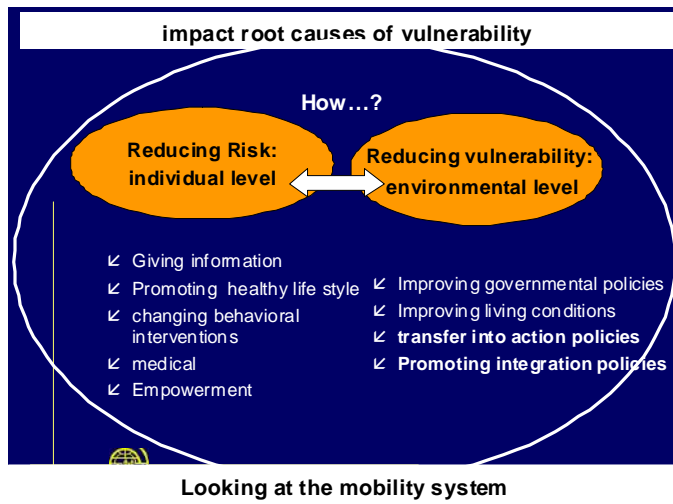 impact root causes of vulnerability
How...?
Reducing Risk:
individual level
Reducing vulnerability:
environmental level
Giving information
Promoting healthy life style
changing behavioral
interventions
medical
Empowerment
Improving governmental policies
Improving living conditions
transfer into action policies
Promoting integration policies
Looking at the mobility system